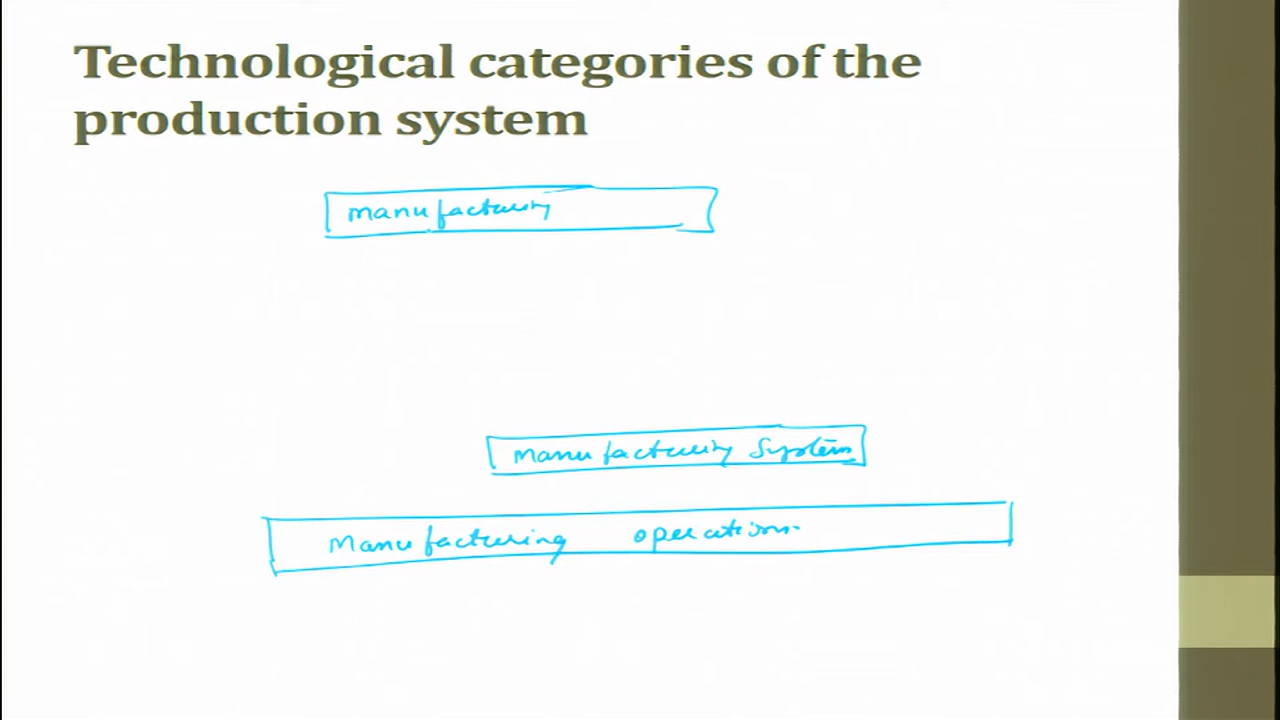 Technological categories of the
production system
manufacturing
manufacturing system
Manufacturing operations